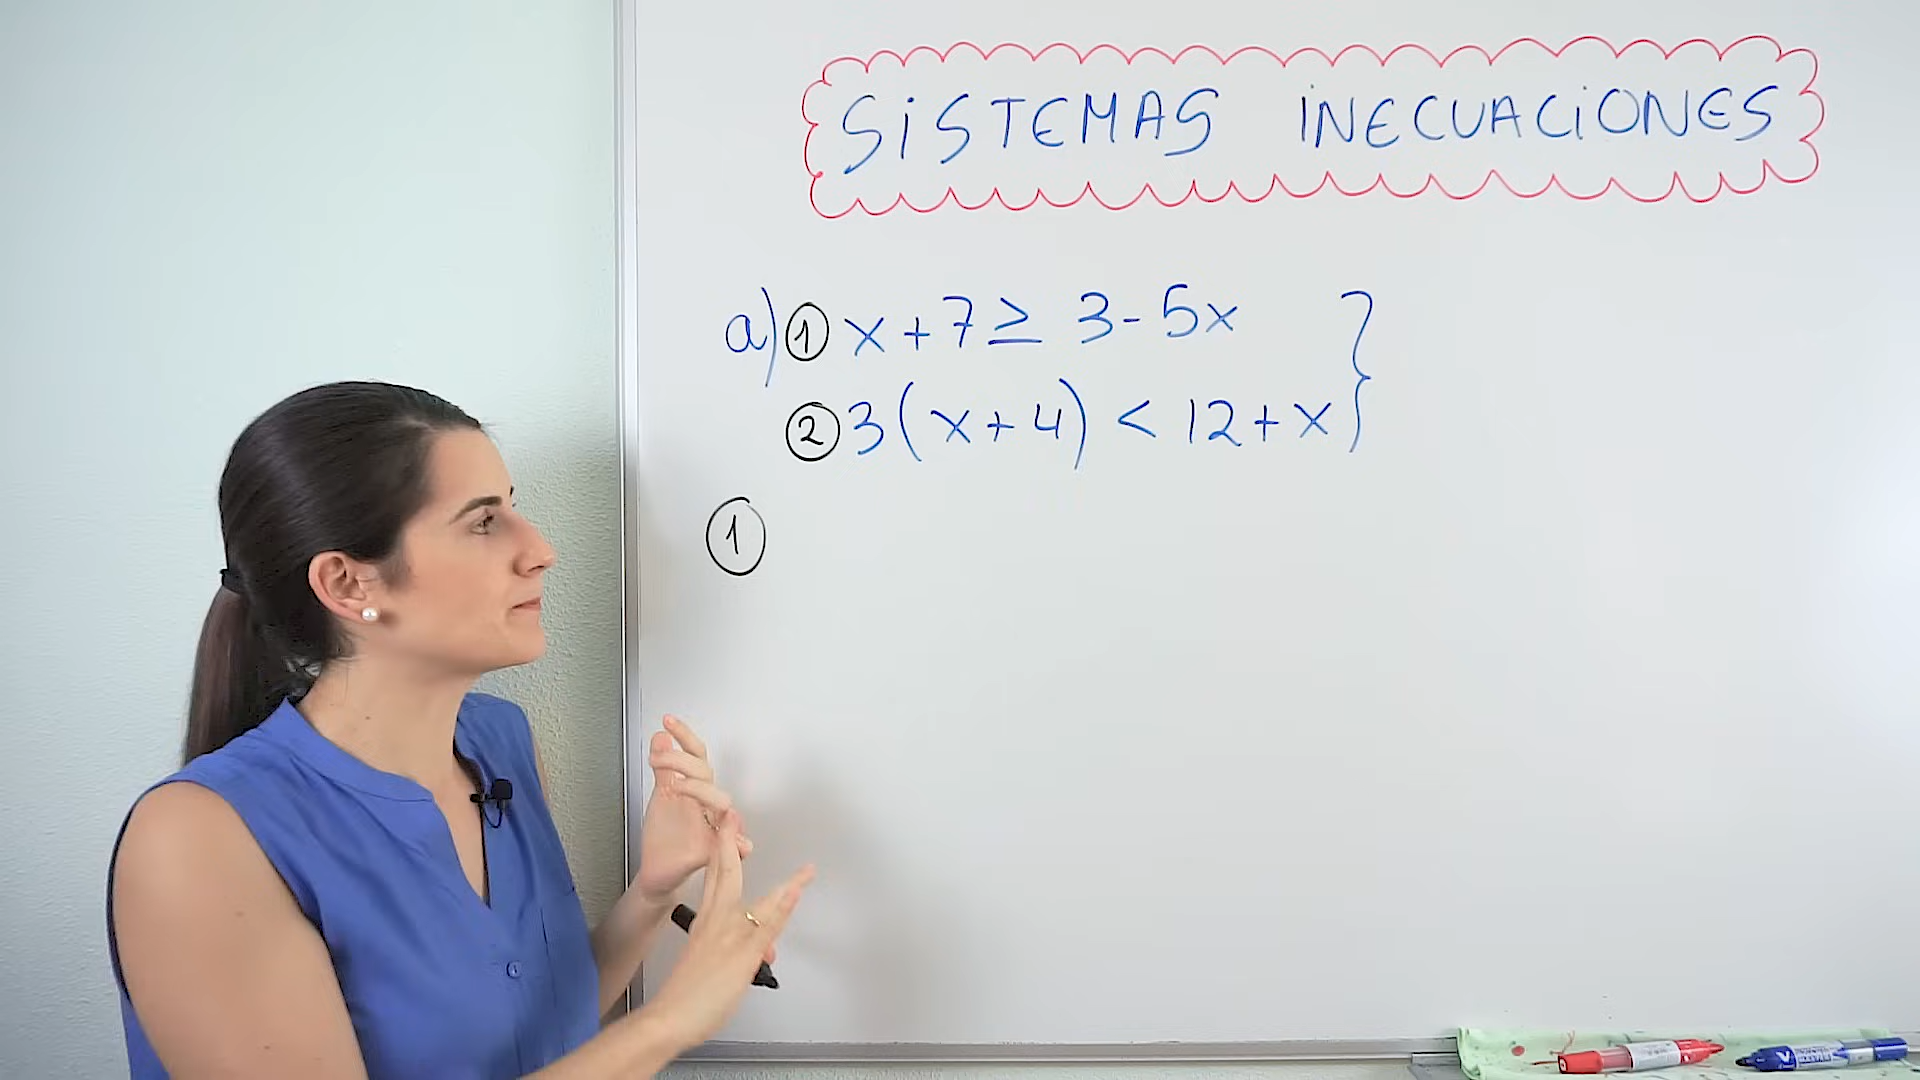 SiSTEMAS iNECUACiONES
a) ① x + 7 ≥ 3 - 5x
② 3(x + 4) < 12 + x
①